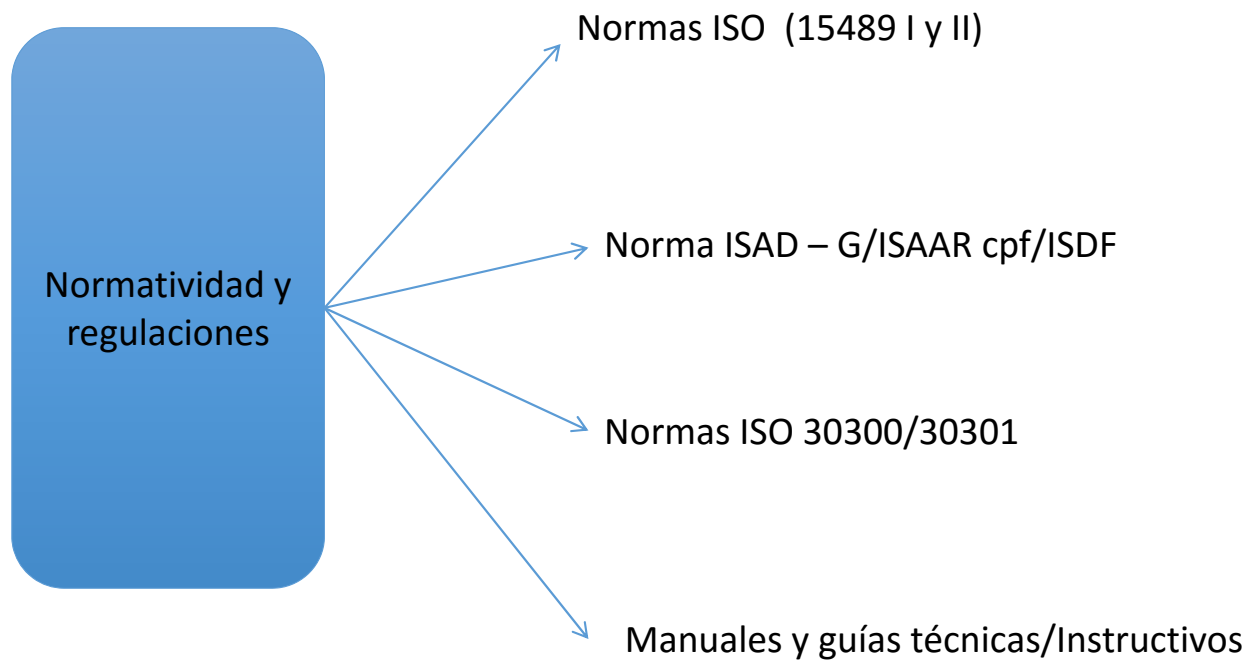 Normas ISO  (15489 I y II)
Norma ISAD – G/ISAAR cpf/ISDF
Normatividad y
regulaciones
Normas ISO 30300/30301
Manuales y guías técnicas/Instructivos